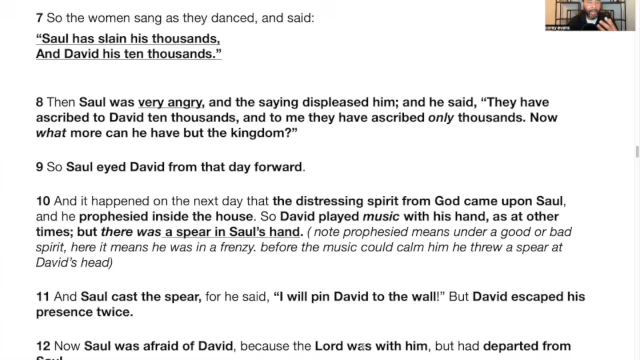 7 So the women sang as they danced, and said:
“Saul has slain his thousands,
And David his ten thousands.”
8 Then Saul was very angry, and the saying displeased him; and he said, “They have
ascribed to David ten thousands, and to me they have ascribed only thousands. Now
what more can he have but the kingdom?”
9 So Saul eyed David from that day forward.
10 And it happened on the next day that the distressing spirit from God came upon Saul,
and he prophesied inside the house. So David played music with his hand, as at other
times; but there was a spear in Saul’s hand. ( note prophesied means under a good or bad
spirit, here it means he was in a frenzy. before the music could calm him he threw a spear at
David’s head)
11 And Saul cast the spear, for he said, “I will pin David to the wall!” But David escaped his
presence twice.
12 Now Saul was afraid of David, because the Lord was with him, but had departed from
Saul